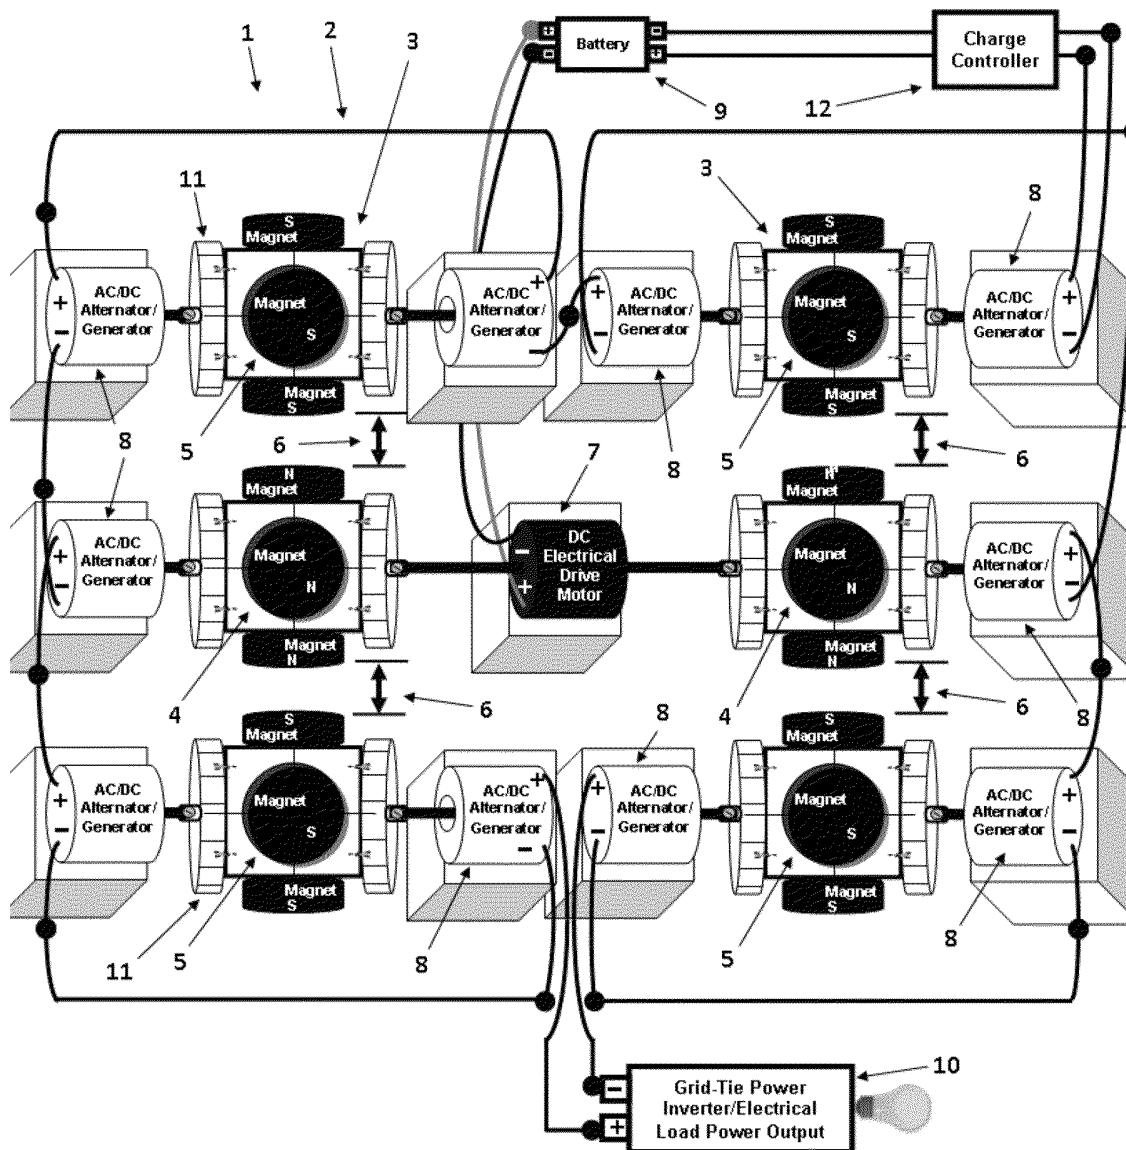 1
2
3
+
-
Battery
-
+
Charge
Controller
9
12
11
3
8
S
Magnet
S
Magnet
+
-
AC/DC
Alternator/
Generator
Magnet
S
AC/DC
Alternator/
Generator
+
-
+
-
AC/DC
Alternator/
Generator
Magnet
S
AC/DC
Alternator/
Generator
+
-
8
Magnet
S
8
Magnet
S
8
5
6
7
8
5
6
N
Magnet
N
Magnet
+
-
AC/DC
Alternator/
Generator
Magnet
N
-
+
DC
Electrical
Drive
Motor
Magnet
N
AC/DC
Alternator/
Generator
+
-
Magnet
N
Magnet
N
4
6
8
4
6
8
S
Magnet
S
Magnet
+
-
AC/DC
Alternator/
Generator
Magnet
S
AC/DC
Alternator/
Generator
+
-
+
-
AC/DC
Alternator/
Generator
Magnet
S
AC/DC
Alternator/
Generator
+
-
Magnet
S
Magnet
S
11
5
8
5
8
-
+
Grid-Tie Power
Inverter/Electrical
Load Power Output
10